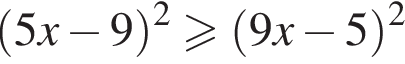 (5x − 9)² ⩾ (9x − 5)²